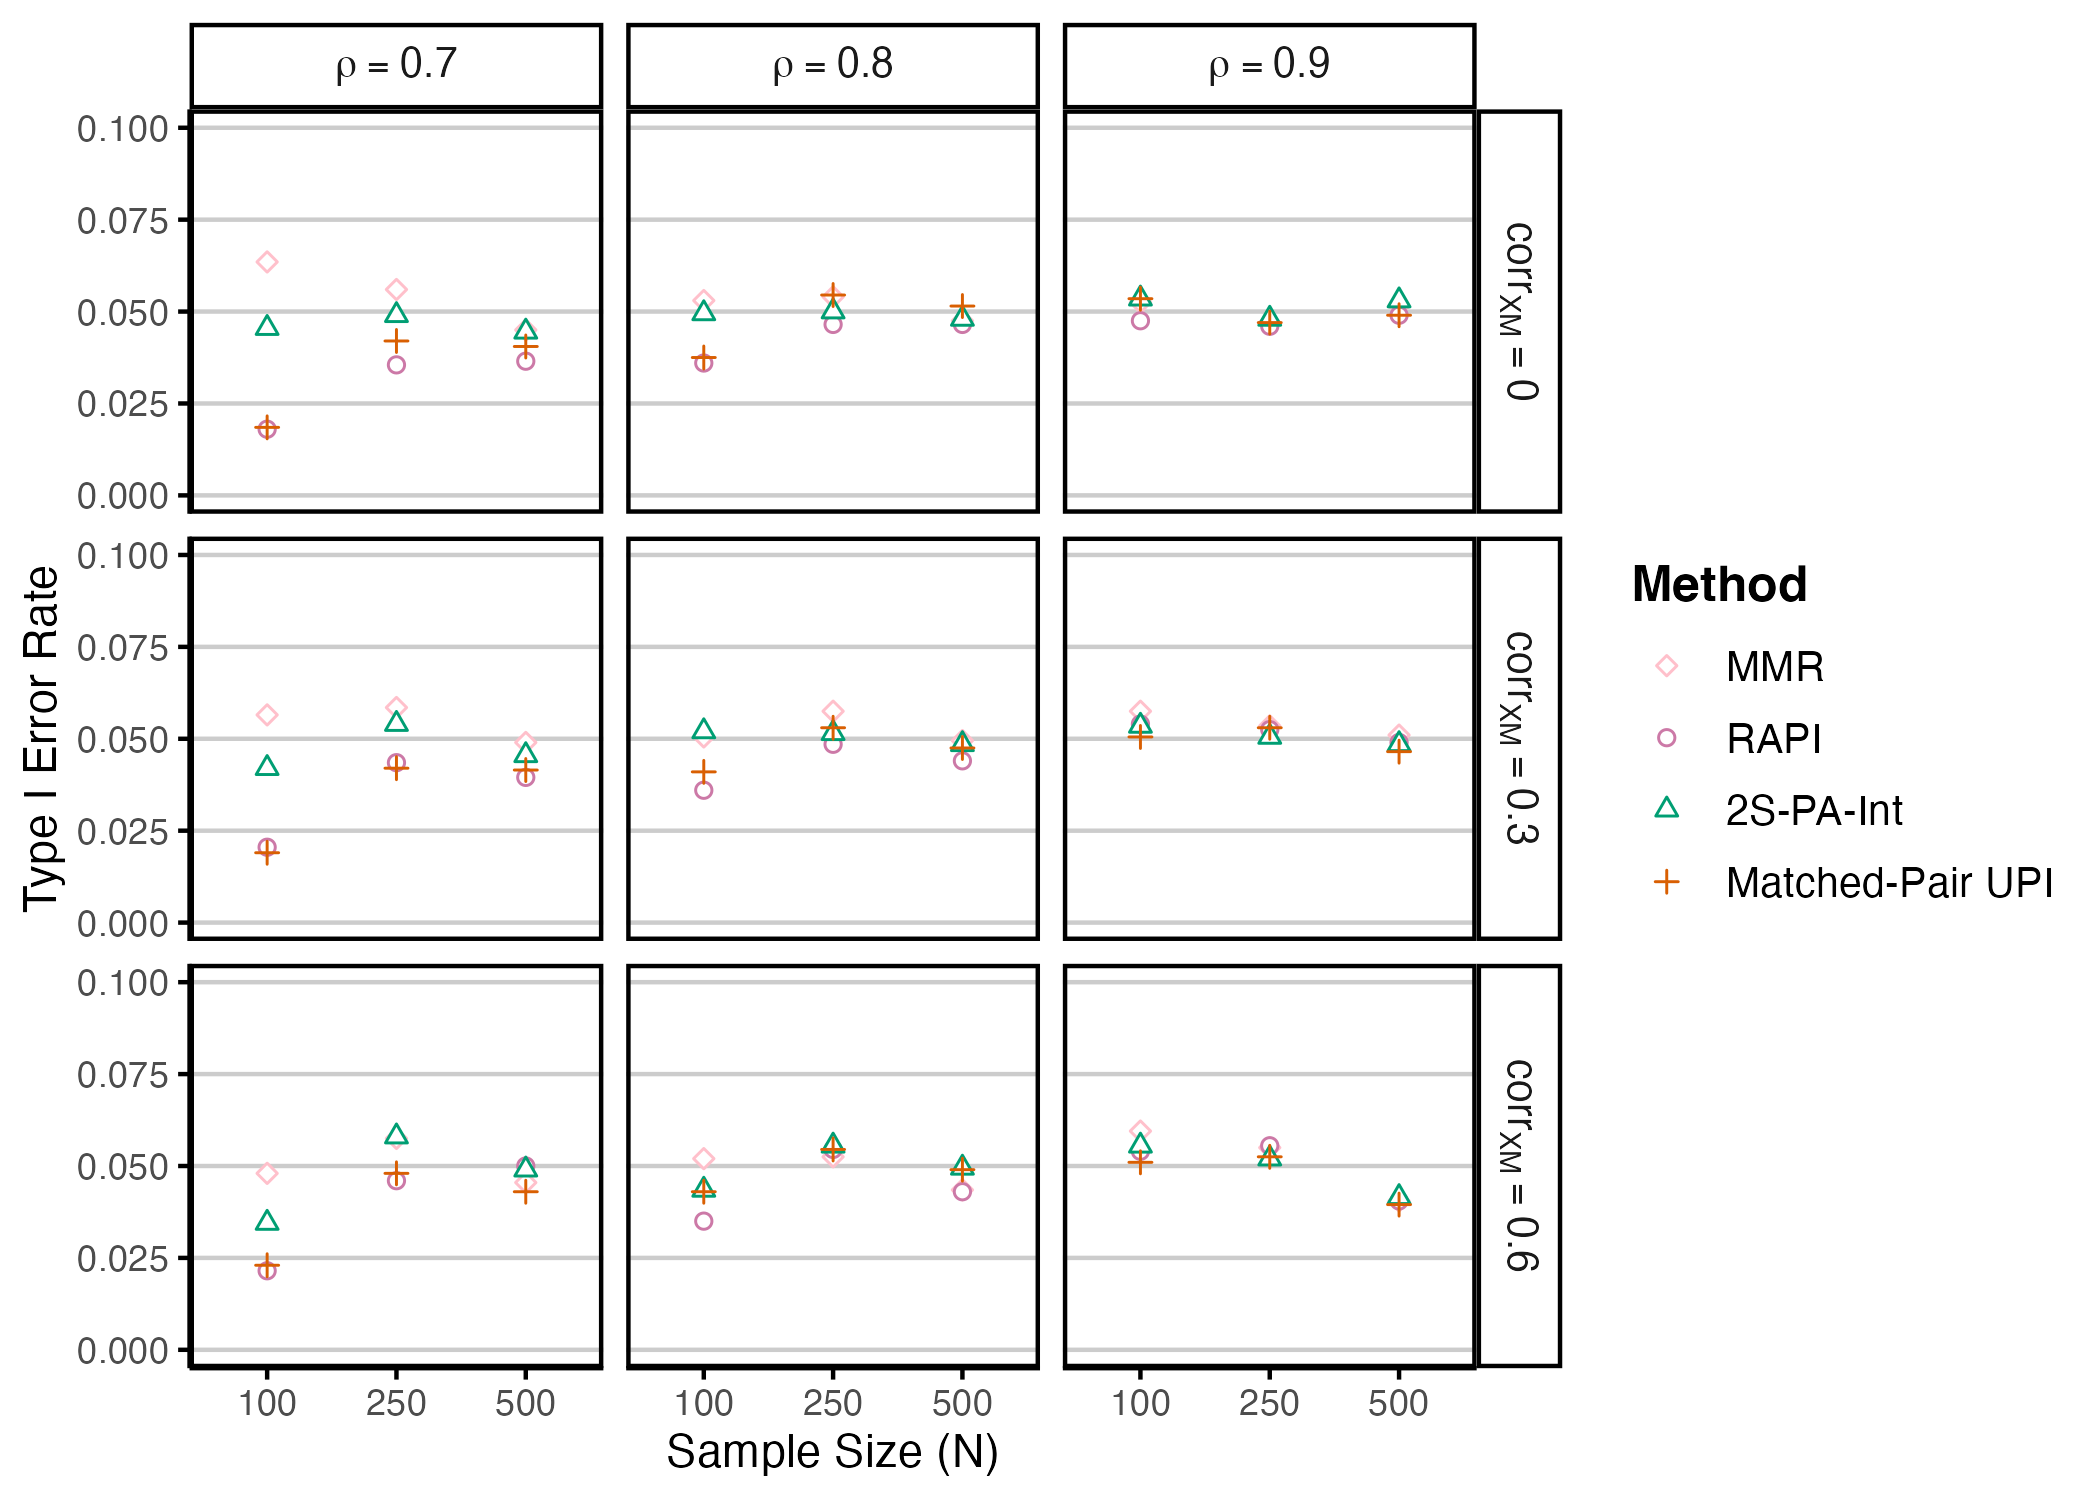 ρ = 0.7
ρ = 0.8
ρ = 0.9
0.100
0.075
0.050
0.025
0.000
corrXM = 0
0.100
0.075
0.050
0.025
0.000
corrXM = 0.3
0.100
0.075
0.050
0.025
0.000
corrXM = 0.6
100 250 500
100 250 500
100 250 500
Sample Size (N)
Type I Error Rate
Method
MMR
RAPI
2S-PA-Int
Matched-Pair UPI